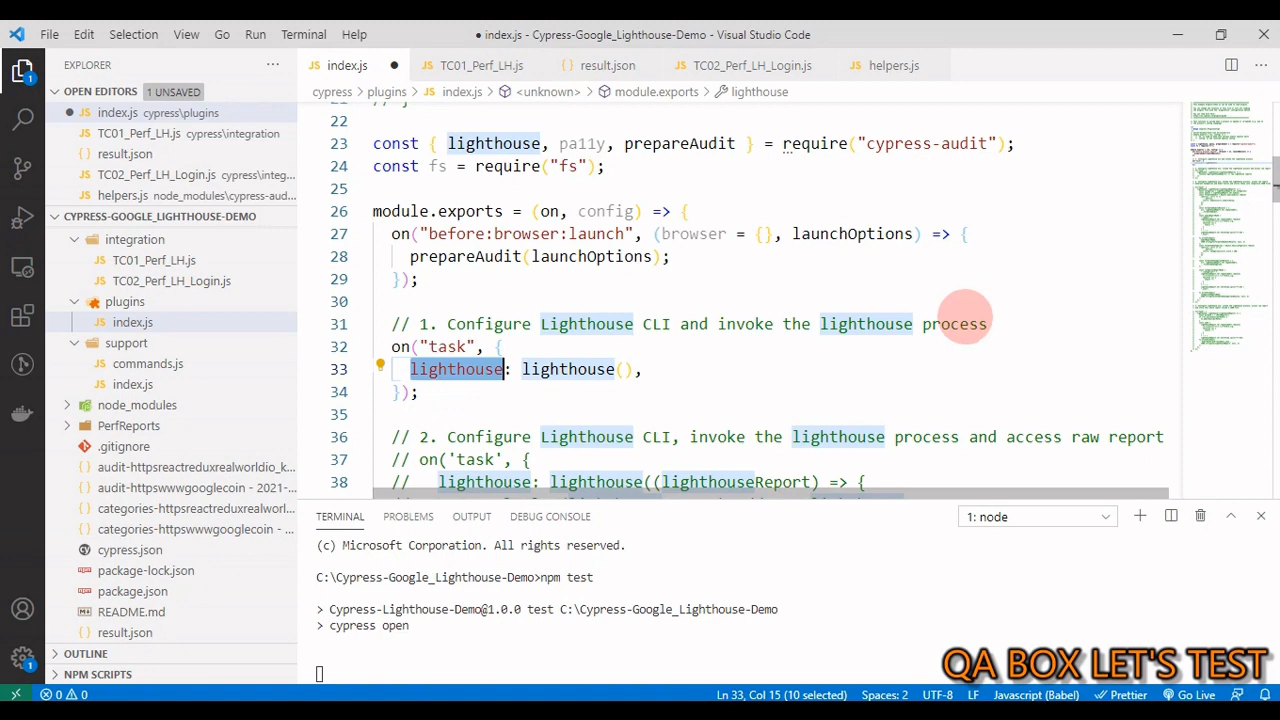 File Edit Selection View Go Run Terminal Help
● index.js - Cypress-Google_Lighthouse-Demo - Visual Studio Code
EXPLORER
OPEN EDITORS 1 UNSAVED
index.js cypress\plugins
TC01_Perf_LH.js cypress\integration
result.json
TC02_Perf_LH_Login.js cypress\integ...
helpers.js node_modules\cypress-aud...
CYPRESS-GOOGLE_LIGHTHOUSE-DEMO
integration
TC01_Perf_LH.js
TC02_Perf_LH_Login.js
plugins
index.js
support
commands.js
index.js
node_modules
PerfReports
.gitignore
audit-httpsreactreduxrealworldio_k...
audit-httpswwwgooglecoin - 2021-...
categories-httpsreactreduxrealworl...
categories-httpswwwgooglecoin - ...
cypress.json
package-lock.json
package.json
README.md
result.json
OUTLINE
NPM SCRIPTS
index.js TC01_Perf_LH.js result.json TC02_Perf_LH_Login.js helpers.js
cypress > plugins > index.js > <unknown> > module.exports > lighthouse
21 // }
22
23 const lighthouse, pa11y, prepareAudit } require("cypress-audit");
24 const require("fs");
25
26 module.exports on, config) => {
27 on("before:browser:launch", (browser = launchOptions) =>
28 prepareAudit launchOptions);
29 });
30
31 // 1. Configure Lighthouse CLI and invoke the lighthouse process
32 on("task", {
33 lighthouse: lighthouse(),
34 });
35
36 // 2. Configure Lighthouse CLI, invoke the lighthouse process and access raw report
37 // on('task', {
38 // lighthouse: lighthouse((lighthouseReport) => {
TERMINAL PROBLEMS OUTPUT DEBUG CONSOLE 1: node
(c) Microsoft Corporation. All rights reserved.
C:\Cypress-Google_Lighthouse-Demo>npm test
> Cypress-Lighthouse-Demo@1.0.0 test C:\Cypress-Google_Lighthouse-Demo
> cypress open
QA BOX LET'S TEST
0 0 Ln 33, Col 15 (10 selected) Spaces: 2 UTF-8 LF Javascript (Babel) Prettier Go Live